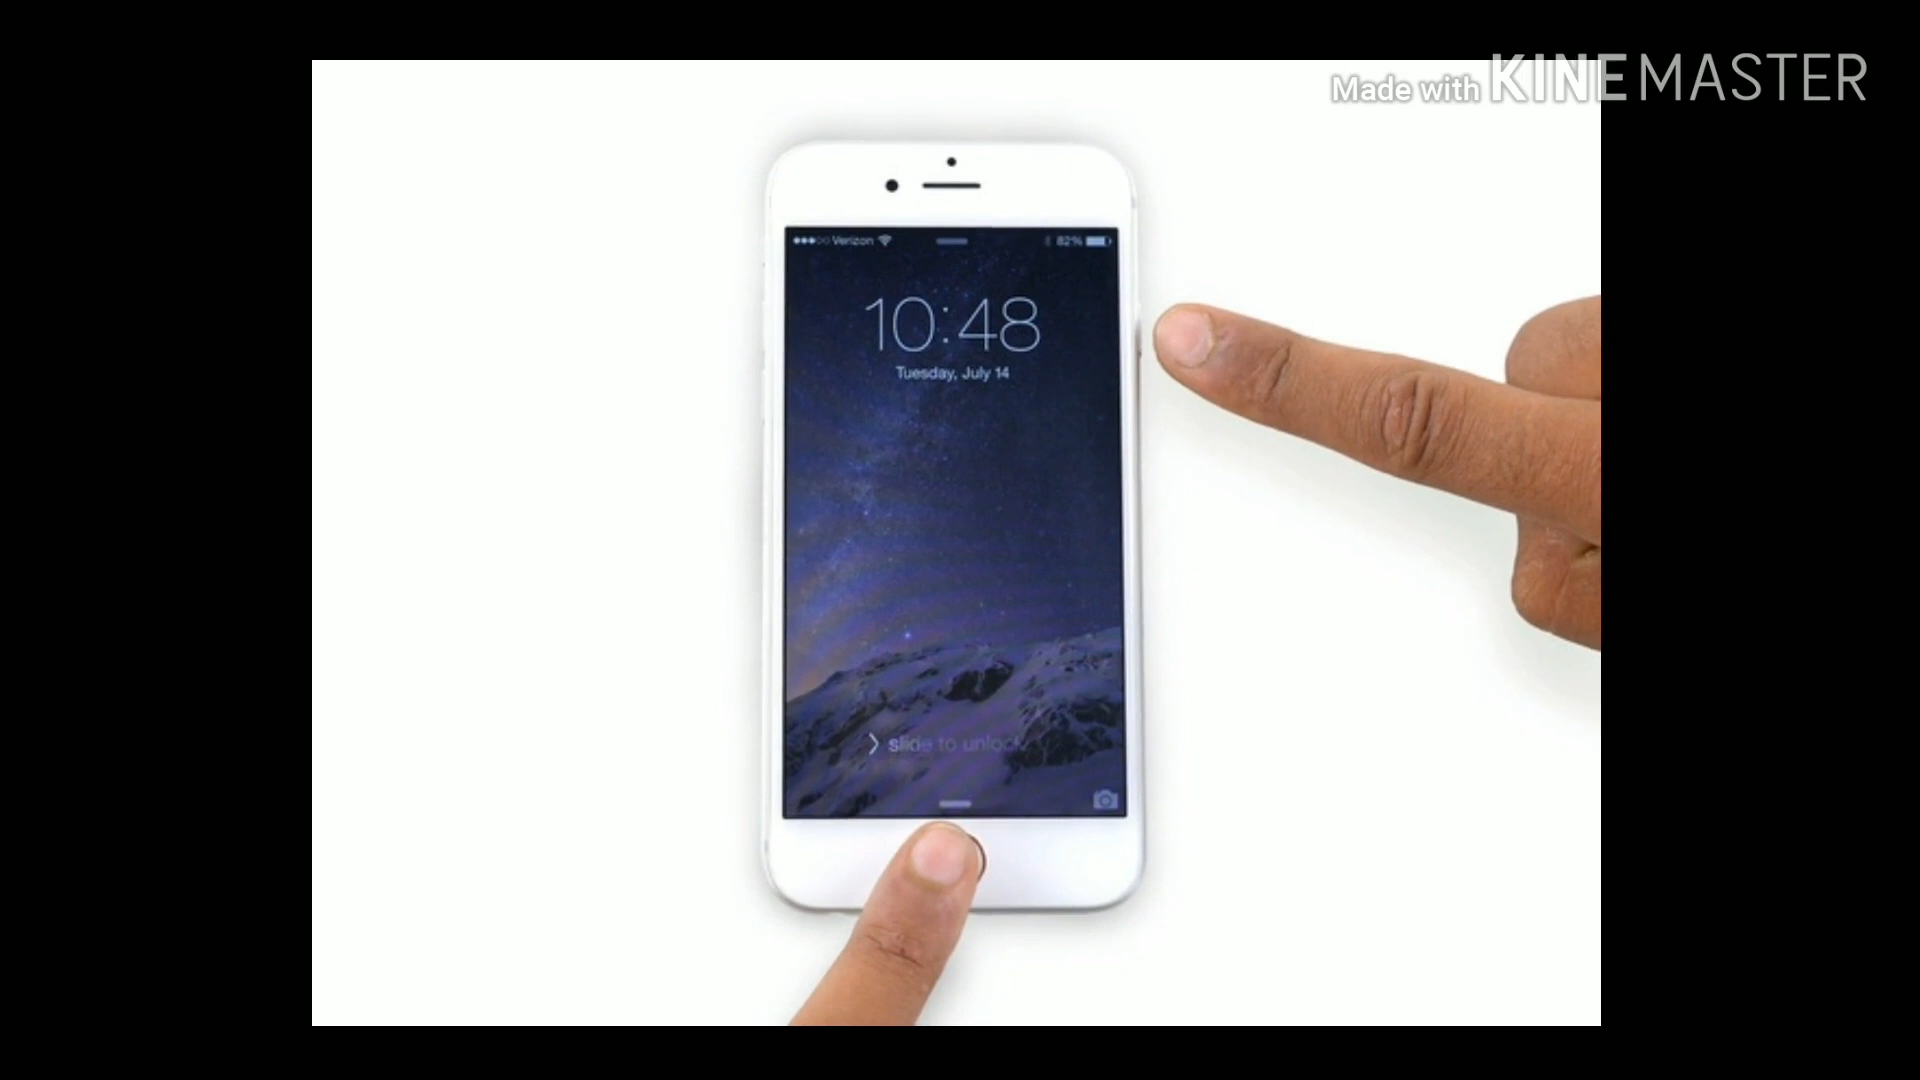 Made with KINEMASTER
Verizon 82%
10:48
Tuesday, July 14
> slide to unlock